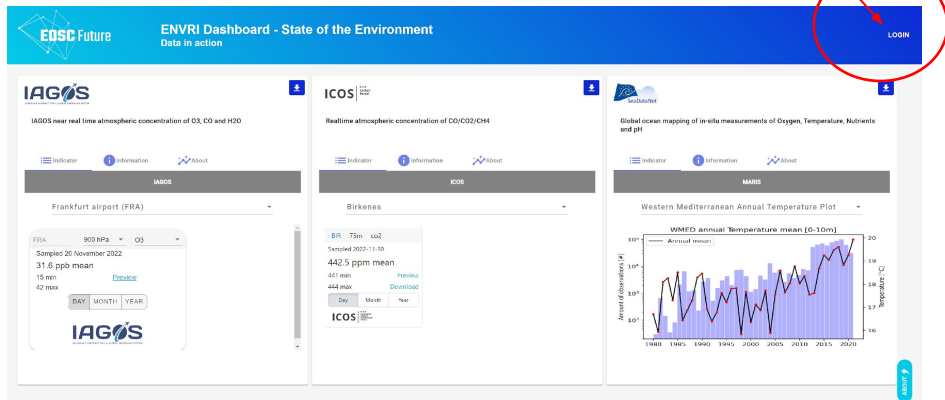 EOSC Future
ENVRI Dashboard - State of the Environment
Data in action
LOGIN
IAGOS
IAGOS near real time atmospheric concentration of O3, CO and H2O
Indicator
Information
About
IAGOS
Frankfurt airport (FRA)
FRA 900 hPa O3
Sampled 26 November 2022
31.6 ppb mean
15 min Preview
42 max
DAY MONTH YEAR
IAGOS
ICOS
Realtime atmospheric concentration of CO/CO2/CH4
Indicator
Information
About
ICOS
Birkenes
BIR 75m co2
Sampled 2022-11-30
442.5 ppm mean
441 min Preview
444 max Download
Day Month Year
ICOS
SeaDataNet
Global ocean mapping of in-situ measurements of Oxygen, Temperature, Nutrients
and pH
Indicator
Information
About
MARIS
Western Mediterranean Annual Temperature Plot
WMED annual Temperature mean [0-10m]
Annual mean
Amount of observations [#]
10⁵
10⁴
10³
10²
20
19
18
17
16
Temperature [°C]
1980 1985 1990 1995 2000 2005 2010 2015 2020
ABOUT